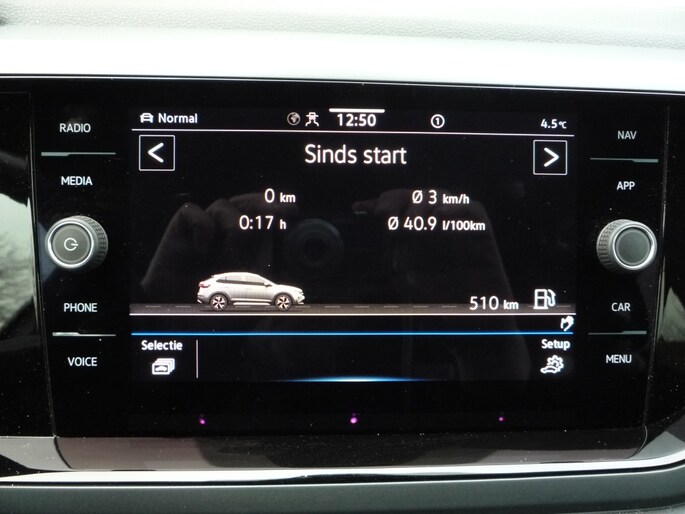 RADIO
MEDIA
PHONE
VOICE
Normal 12:50 1 4.5°C
< Sinds start >
0 km Ø 3 km/h
0:17 h Ø 40.9 l/100km
510 km
Selectie Setup
NAV
APP
CAR
MENU